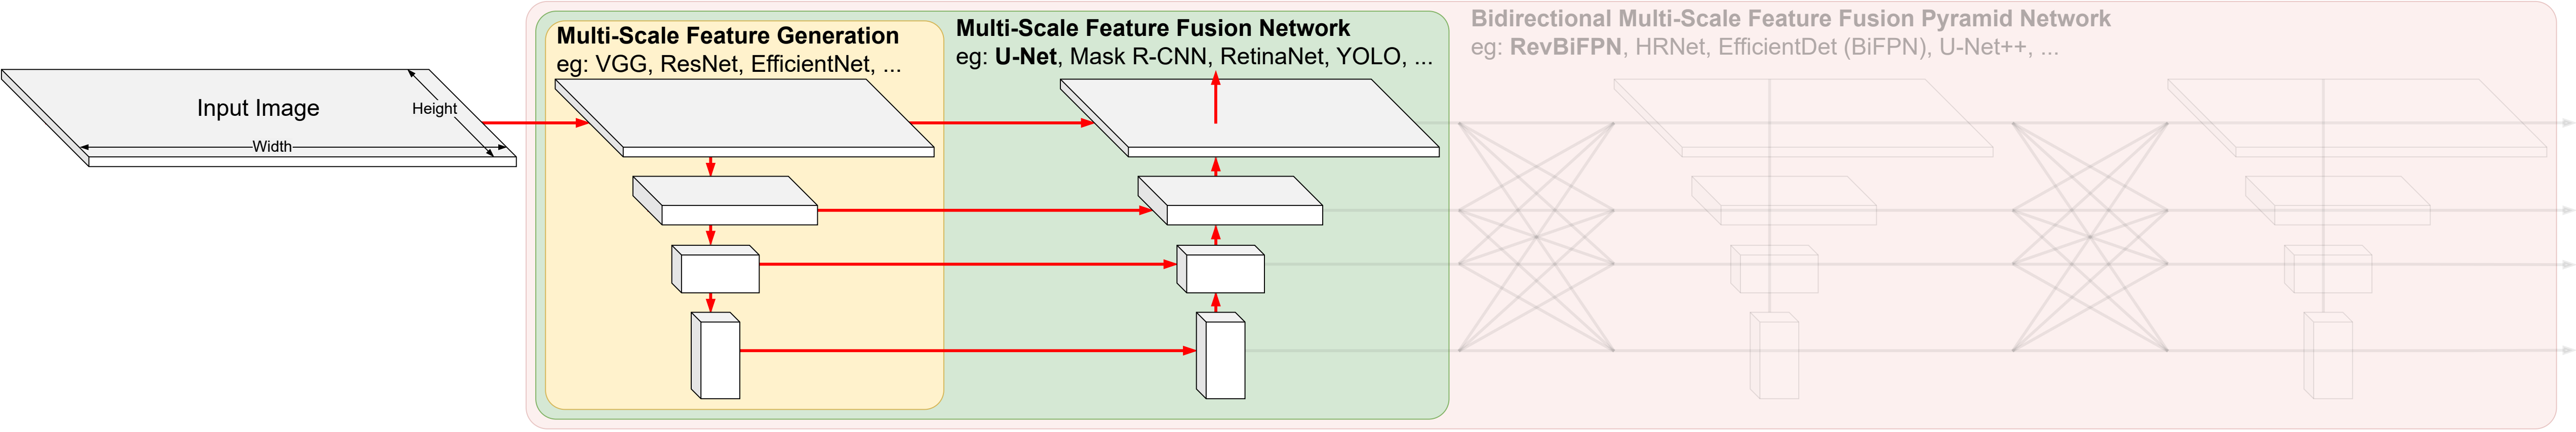 Input Image
Height
Width
Multi-Scale Feature Generation
eg: VGG, ResNet, EfficientNet, ...
Multi-Scale Feature Fusion Network
eg: U-Net, Mask R-CNN, RetinaNet, YOLO, ...
Bidirectional Multi-Scale Feature Fusion Pyramid Network
eg: RevBiFPN, HRNet, EfficientDet (BiFPN), U-Net++, ...